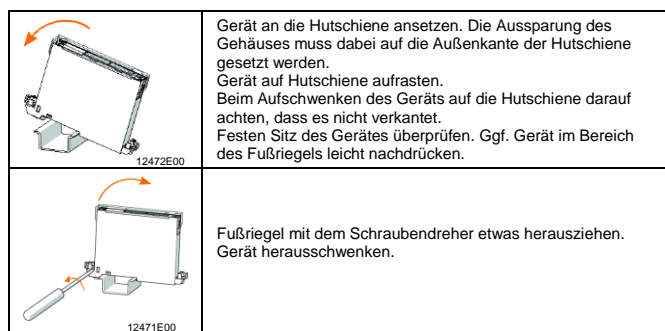 Gerät an die Hutschiene ansetzen. Die Aussparung des
Gehäuses muss dabei auf die Außenkante der Hutschiene
gesetzt werden.
Gerät auf Hutschiene aufrasten.
Beim Aufschwenken des Geräts auf die Hutschiene darauf
achten, dass es nicht verkantet.
Festen Sitz des Gerätes überprüfen. Ggf. Gerät im Bereich
des Fußriegels leicht nachdrücken.
12472E00
Fußriegel mit dem Schraubendreher etwas herausziehen.
Gerät herausschwenken.
12471E00